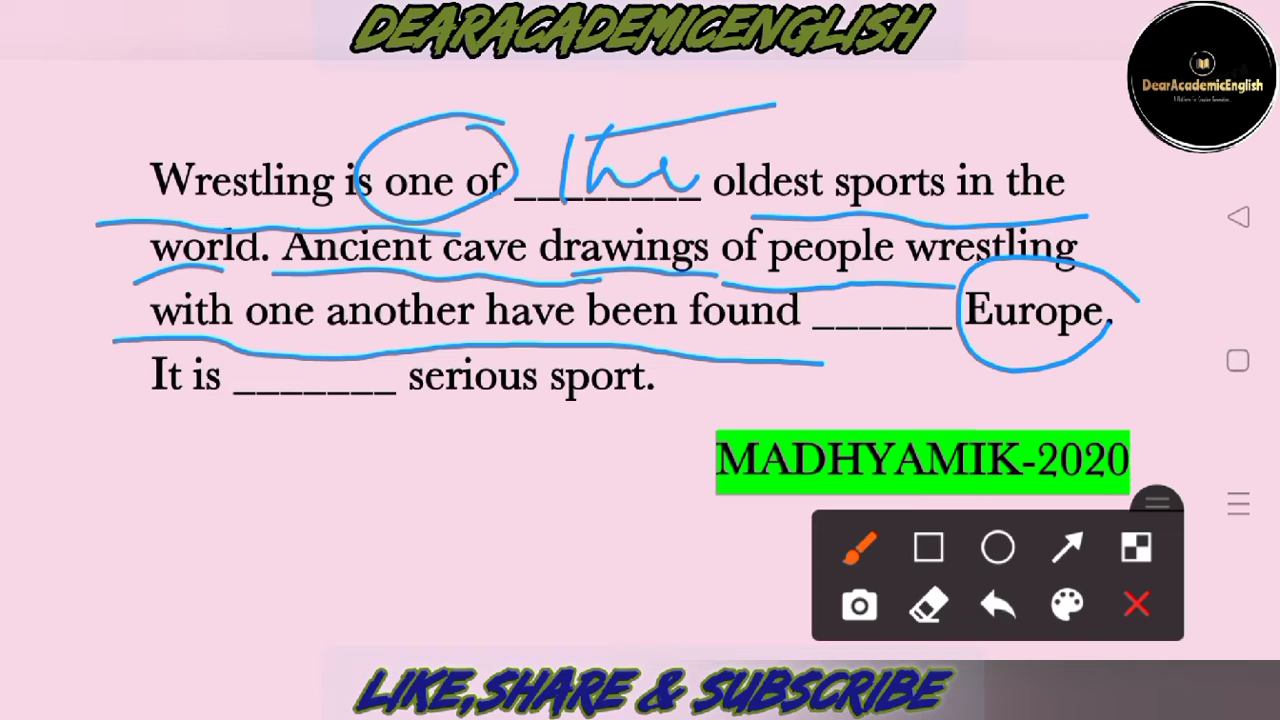 DEARACADEMICENGLISH
DearAcademicEnglish
Wrestling is one of ________ the oldest sports in the
world. Ancient cave drawings of people wrestling
with one another have been found ______ Europe.
It is _______ serious sport.
MADHYAMIK-2020
LIKE,SHARE & SUBSCRIBE